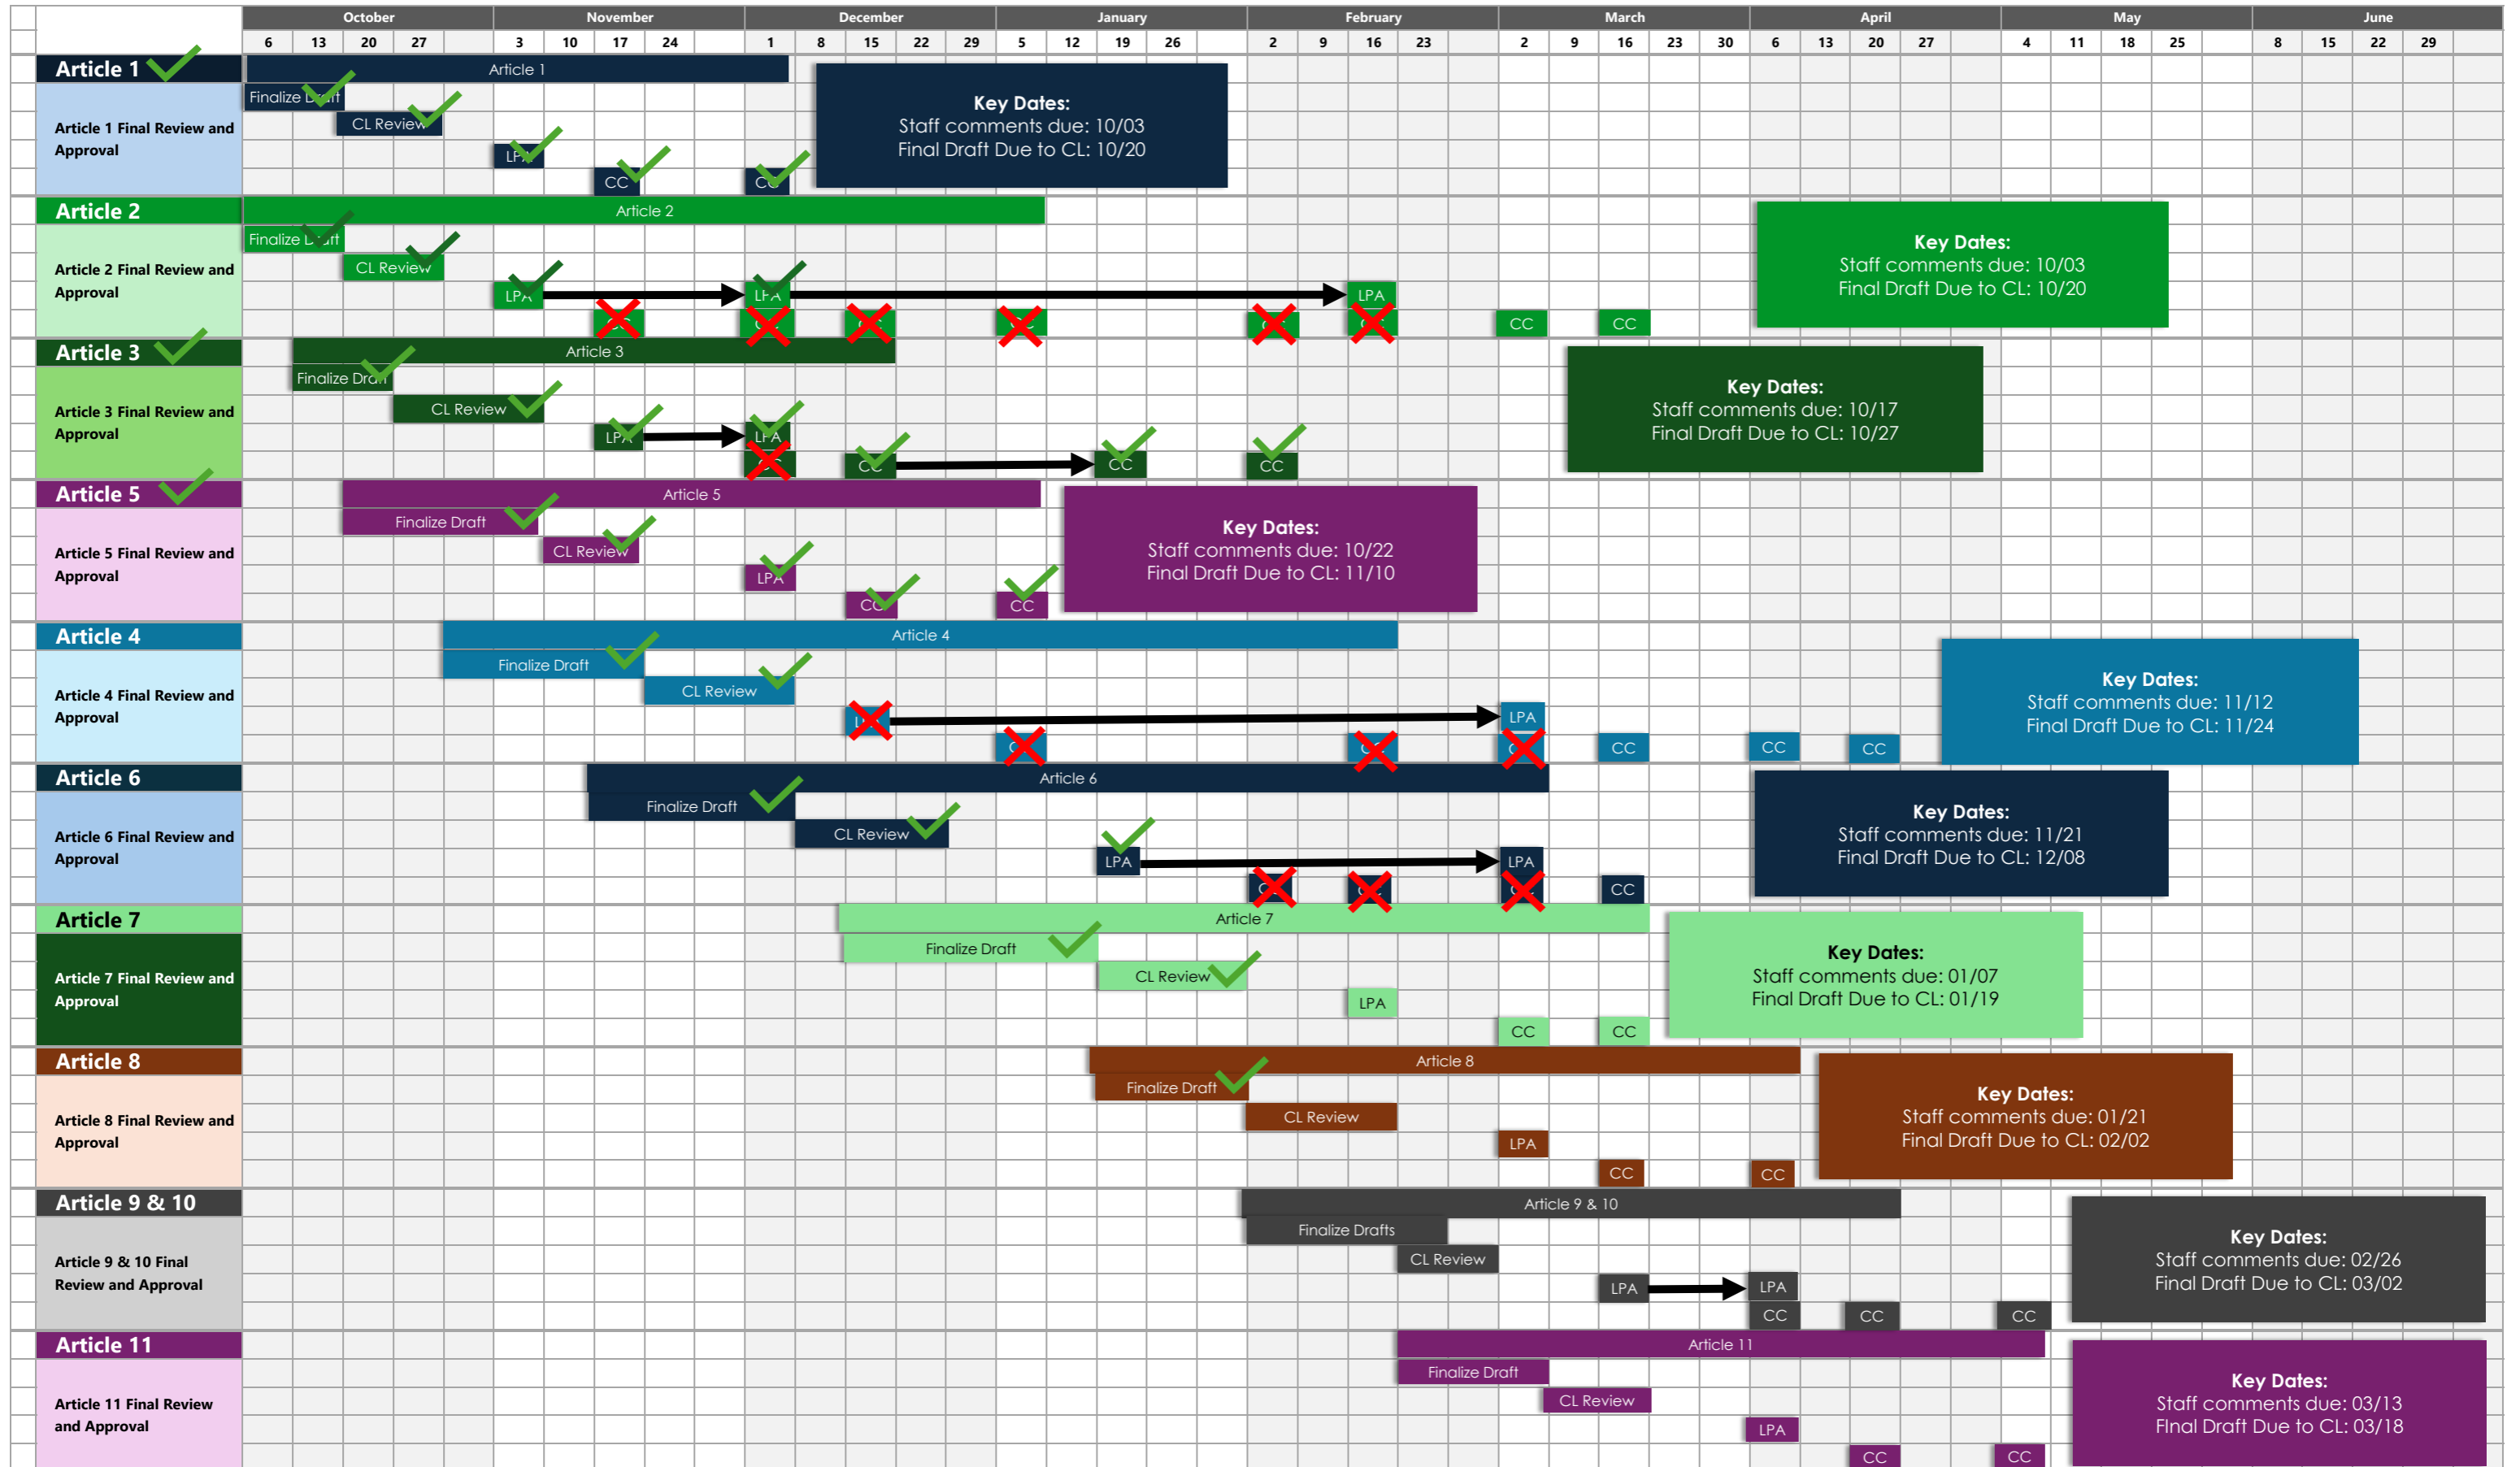 October November December January February March April May June
6 13 20 27 3 10 17 24 1 8 15 22 29 5 12 19 26 2 9 16 23 2 9 16 23 30 6 13 20 27 4 11 18 25 8 15 22 29
Article 1
Article 1
Finalize Draft
CL Review
Article 1 Final Review and
Approval
LPA
CC CC
Key Dates:
Staff comments due: 10/03
Final Draft Due to CL: 10/20
Article 2
Article 2
Finalize Draft
CL Review
Article 2 Final Review and
Approval
LPA LPA LPA
CC CC CC CC CC CC CC CC
Key Dates:
Staff comments due: 10/03
Final Draft Due to CL: 10/20
Article 3
Article 3
Finalize Draft
CL Review
Article 3 Final Review and
Approval
LPA LPA
CC CC CC CC
Key Dates:
Staff comments due: 10/17
Final Draft Due to CL: 10/27
Article 5
Article 5
Finalize Draft
CL Review
Article 5 Final Review and
Approval
LPA
CC CC
Key Dates:
Staff comments due: 10/22
Final Draft Due to CL: 11/10
Article 4
Article 4
Finalize Draft
CL Review
Article 4 Final Review and
Approval
LPA LPA
CC CC CC CC CC CC
Key Dates:
Staff comments due: 11/12
Final Draft Due to CL: 11/24
Article 6
Article 6
Finalize Draft
CL Review
Article 6 Final Review and
Approval
LPA LPA
CC CC CC CC
Key Dates:
Staff comments due: 11/21
Final Draft Due to CL: 12/08
Article 7
Article 7
Finalize Draft
CL Review
Article 7 Final Review and
Approval
LPA
CC CC
Key Dates:
Staff comments due: 01/07
Final Draft Due to CL: 01/19
Article 8
Article 8
Finalize Draft
CL Review
Article 8 Final Review and
Approval
LPA
CC CC
Key Dates:
Staff comments due: 01/21
Final Draft Due to CL: 02/02
Article 9 & 10
Article 9 & 10
Finalize Drafts
CL Review
Article 9 & 10 Final
Review and Approval
LPA LPA
CC CC CC
Key Dates:
Staff comments due: 02/26
Final Draft Due to CL: 03/02
Article 11
Article 11
Finalize Draft
CL Review
Article 11 Final Review
and Approval
LPA
CC CC
Key Dates:
Staff comments due: 03/13
Final Draft Due to CL: 03/18